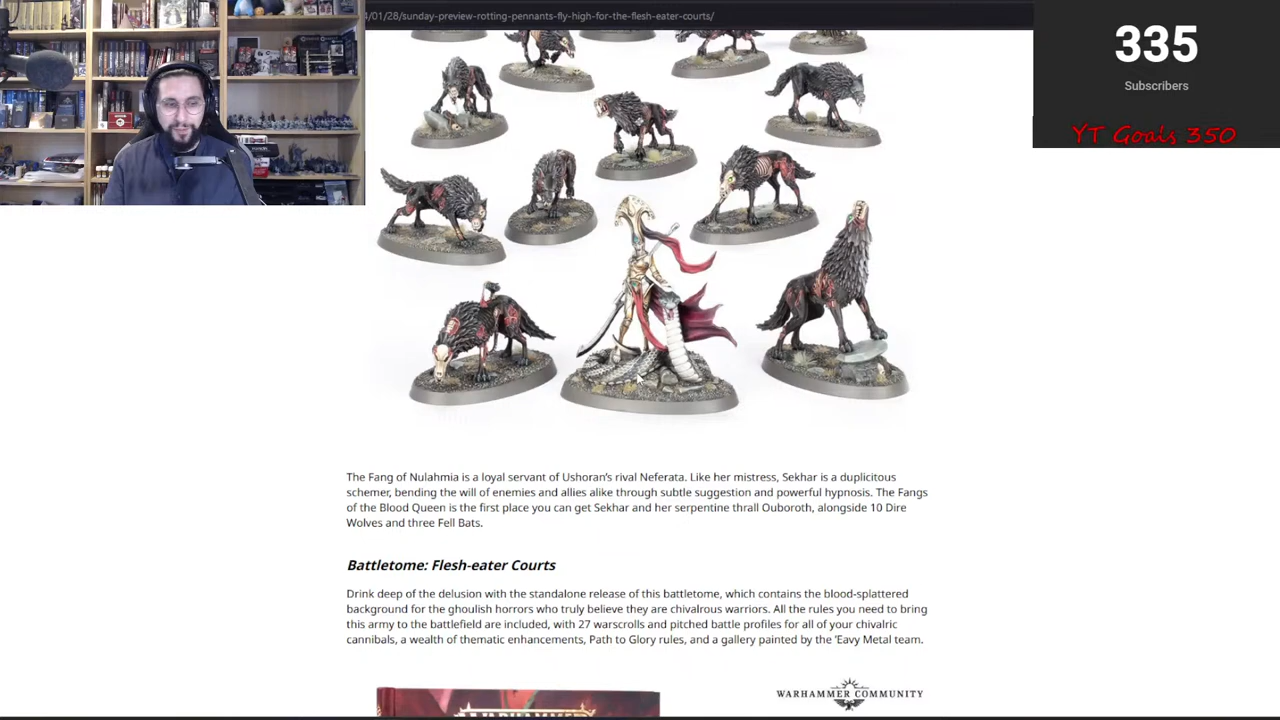 4/01/28/sunday-preview-rotting-pennants-fly-high-for-the-flesh-eater-courts/
335
Subscribers
YT Goals 350
The Fang of Nulahmia is a loyal servant of Ushoran's rival Neferata. Like her mistress, Sekhar is a duplicitous
schemer, bending the will of enemies and allies alike through subtle suggestion and powerful hypnosis. The Fangs
of the Blood Queen is the first place you can get Sekhar and her serpentine thrall Ouboroth, alongside 10 Dire
Wolves and three Fell Bats.
Battletome: Flesh-eater Courts
Drink deep of the delusion with the standalone release of this battletome, which contains the blood-splattered
background for the ghoulish horrors who truly believe they are chivalrous warriors. All the rules you need to bring
this army to the battlefield are included, with 27 warscrolls and pitched battle profiles for all of your chivalric
cannibals, a wealth of thematic enhancements, Path to Glory rules, and a gallery painted by the 'Eavy Metal team.
WARHAMMER COMMUNITY
WARHAMMER